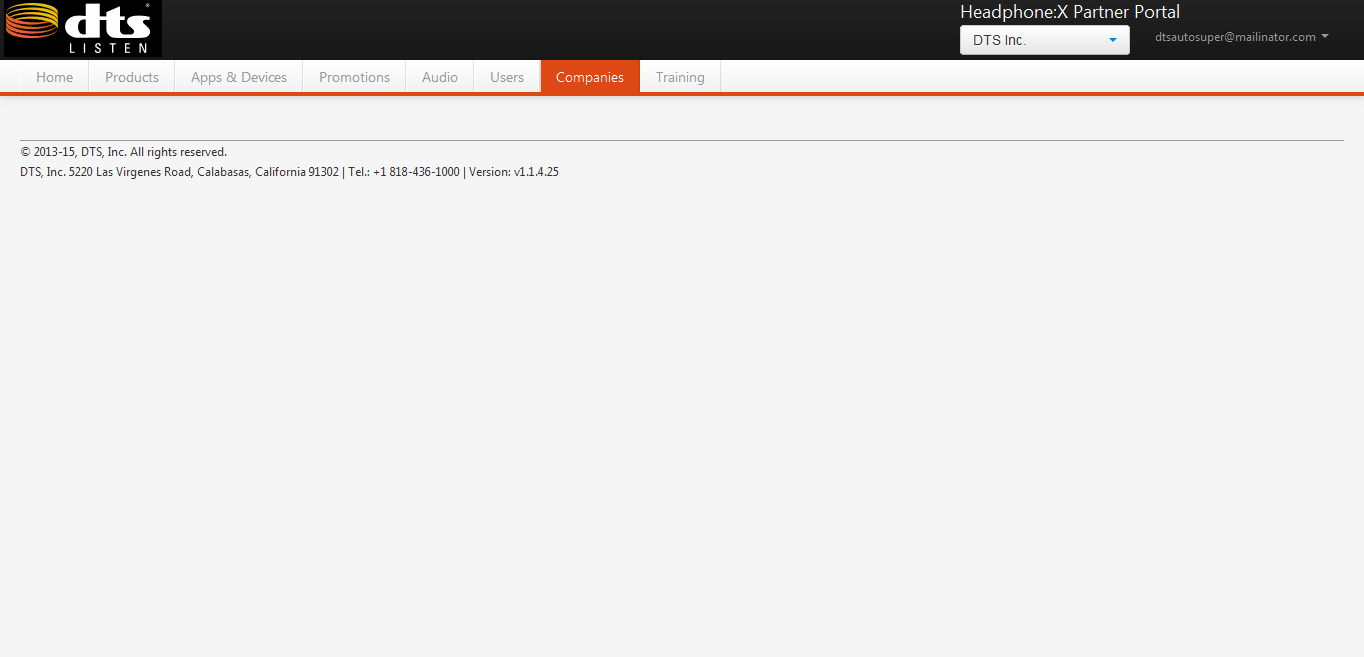 dts®
LISTEN
Headphone:X Partner Portal
DTS Inc.
dtsautosuper@mailinator.com
Home Products Apps & Devices Promotions Audio Users Companies Training
© 2013-15, DTS, Inc. All rights reserved.
DTS, Inc. 5220 Las Virgenes Road, Calabasas, California 91302 | Tel.: +1 818-436-1000 | Version: v1.1.4.25